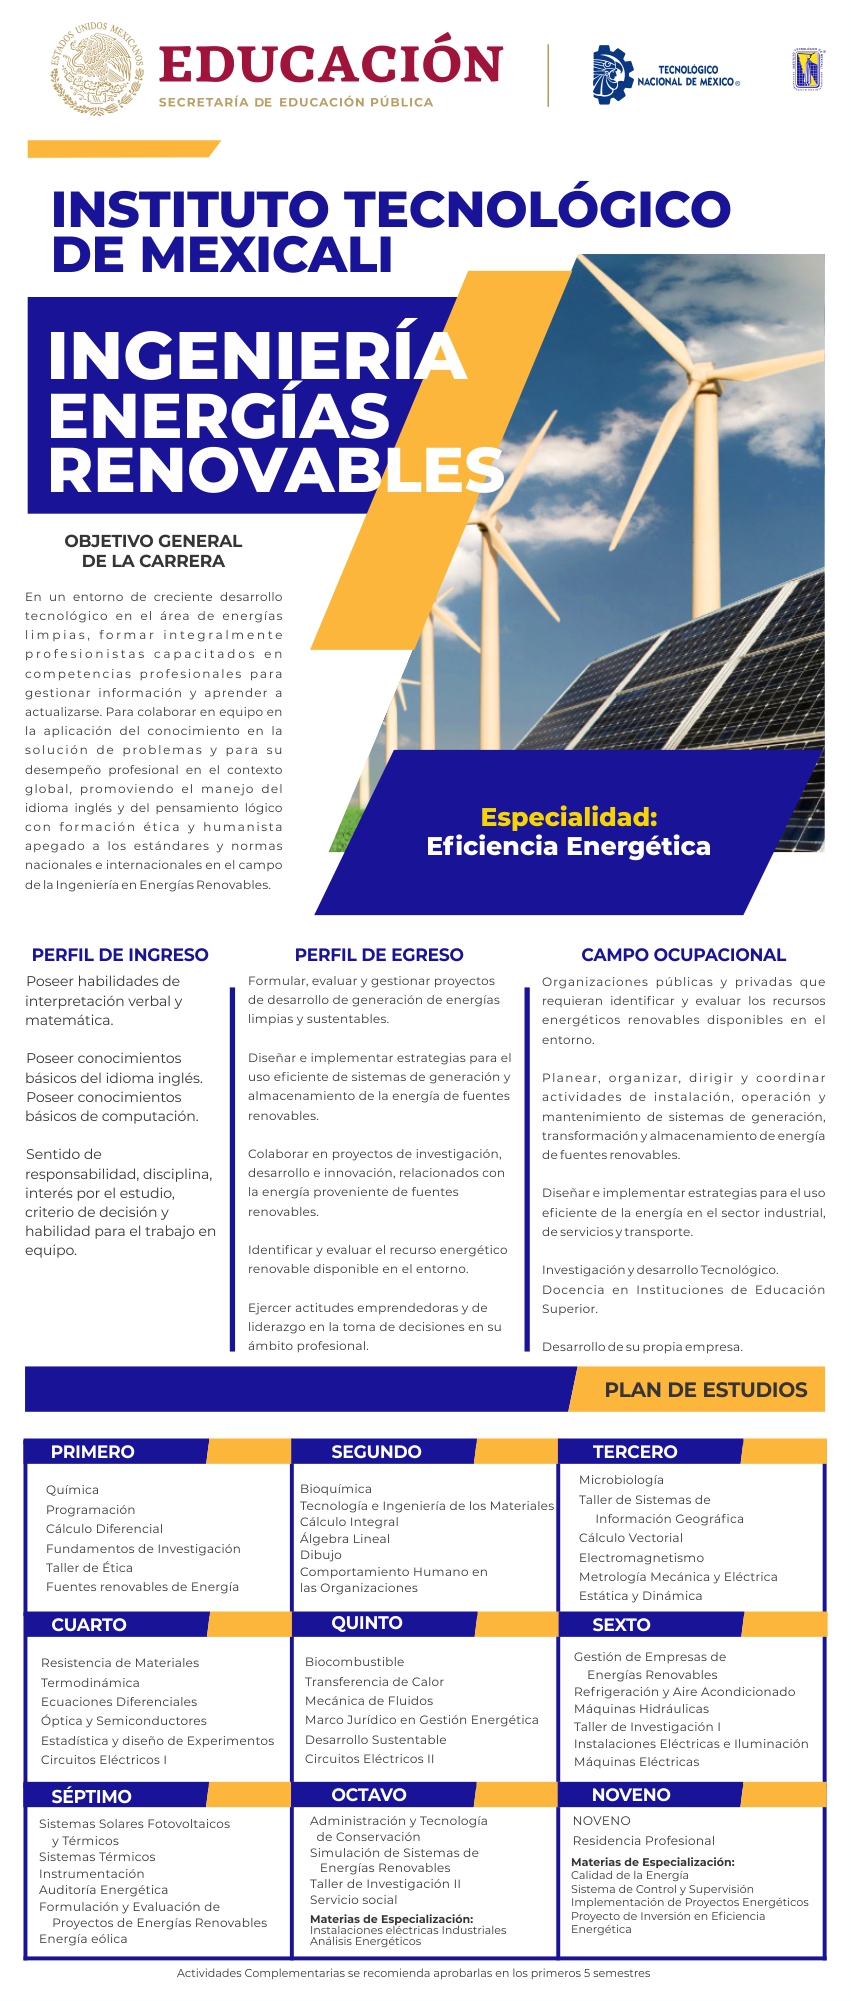 ESTADOS UNIDOS MEXICANOS
EDUCACIÓN
SECRETARÍA DE EDUCACIÓN PÚBLICA
TECNOLÓGICO
NACIONAL DE MEXICO®
INSTITUTO TECNOLÓGICO
DE MEXICALI
INGENIERÍA
ENERGÍAS
RENOVABLES
OBJETIVO GENERAL
DE LA CARRERA
En un entorno de creciente desarrollo
tecnológico en el área de energías
limpias, formar integralmente
profesionistas capacitados en
competencias profesionales para
gestionar información y aprender a
actualizarse. Para colaborar en equipo en
la aplicación del conocimiento en la
solución de problemas y para su
desempeño profesional en el contexto
global, promoviendo el manejo del
idioma inglés y del pensamiento lógico
con formación ética y humanista
apegado a los estándares y normas
nacionales e internacionales en el campo
de la Ingeniería en Energías Renovables.
Especialidad:
Eficiencia Energética
PERFIL DE INGRESO
Poseer habilidades de
interpretación verbal y
matemática.
Poseer conocimientos
básicos del idioma inglés.
Poseer conocimientos
básicos de computación.
Sentido de
responsabilidad, disciplina,
interés por el estudio,
criterio de decisión y
habilidad para el trabajo en
equipo.
PERFIL DE EGRESO
Formular, evaluar y gestionar proyectos
de desarrollo de generación de energías
limpias y sustentables.
Diseñar e implementar estrategias para el
uso eficiente de sistemas de generación y
almacenamiento de la energía de fuentes
renovables.
Colaborar en proyectos de investigación,
desarrollo e innovación, relacionados con
la energía proveniente de fuentes
renovables.
Identificar y evaluar el recurso energético
renovable disponible en el entorno.
Ejercer actitudes emprendedoras y de
liderazgo en la toma de decisiones en su
ámbito profesional.
CAMPO OCUPACIONAL
Organizaciones públicas y privadas que
requieran identificar y evaluar los recursos
energéticos renovables disponibles en el
entorno.
Planear, organizar, dirigir y coordinar
actividades de instalación, operación y
mantenimiento de sistemas de generación,
transformación y almacenamiento de energía
de fuentes renovables.
Diseñar e implementar estrategias para el uso
eficiente de la energía en el sector industrial,
de servicios y transporte.
Investigación y desarrollo Tecnológico.
Docencia en Instituciones de Educación
Superior.
Desarrollo de su propia empresa.
PLAN DE ESTUDIOS
PRIMERO
Química
Programación
Cálculo Diferencial
Fundamentos de Investigación
Taller de Ética
Fuentes renovables de Energía
SEGUNDO
Bioquímica
Tecnología e Ingeniería de los Materiales
Cálculo Integral
Álgebra Lineal
Dibujo
Comportamiento Humano en
las Organizaciones
TERCERO
Microbiología
Taller de Sistemas de
Información Geográfica
Cálculo Vectorial
Electromagnetismo
Metrología Mecánica y Eléctrica
Estática y Dinámica
CUARTO
Resistencia de Materiales
Termodinámica
Ecuaciones Diferenciales
Óptica y Semiconductores
Estadística y diseño de Experimentos
Circuitos Eléctricos I
QUINTO
Biocombustible
Transferencia de Calor
Mecánica de Fluidos
Marco Jurídico en Gestión Energética
Desarrollo Sustentable
Circuitos Eléctricos II
SEXTO
Gestión de Empresas de
Energías Renovables
Refrigeración y Aire Acondicionado
Máquinas Hidráulicas
Taller de Investigación I
Instalaciones Eléctricas e Iluminación
Máquinas Eléctricas
SÉPTIMO
Sistemas Solares Fotovoltaicos
y Térmicos
Sistemas Térmicos
Instrumentación
Auditoría Energética
Formulación y Evaluación de
Proyectos de Energías Renovables
Energía eólica
OCTAVO
Administración y Tecnología
de Conservación
Simulación de Sistemas de
Energías Renovables
Taller de Investigación II
Servicio social
Materias de Especialización:
Instalaciones eléctricas Industriales
Análisis Energéticos
NOVENO
NOVENO
Residencia Profesional
Materias de Especialización:
Calidad de la Energía
Sistema de Control y Supervisión
Implementación de Proyectos Energéticos
Proyecto de Inversión en Eficiencia
Energética
Actividades Complementarias se recomienda aprobarlas en los primeros 5 semestres